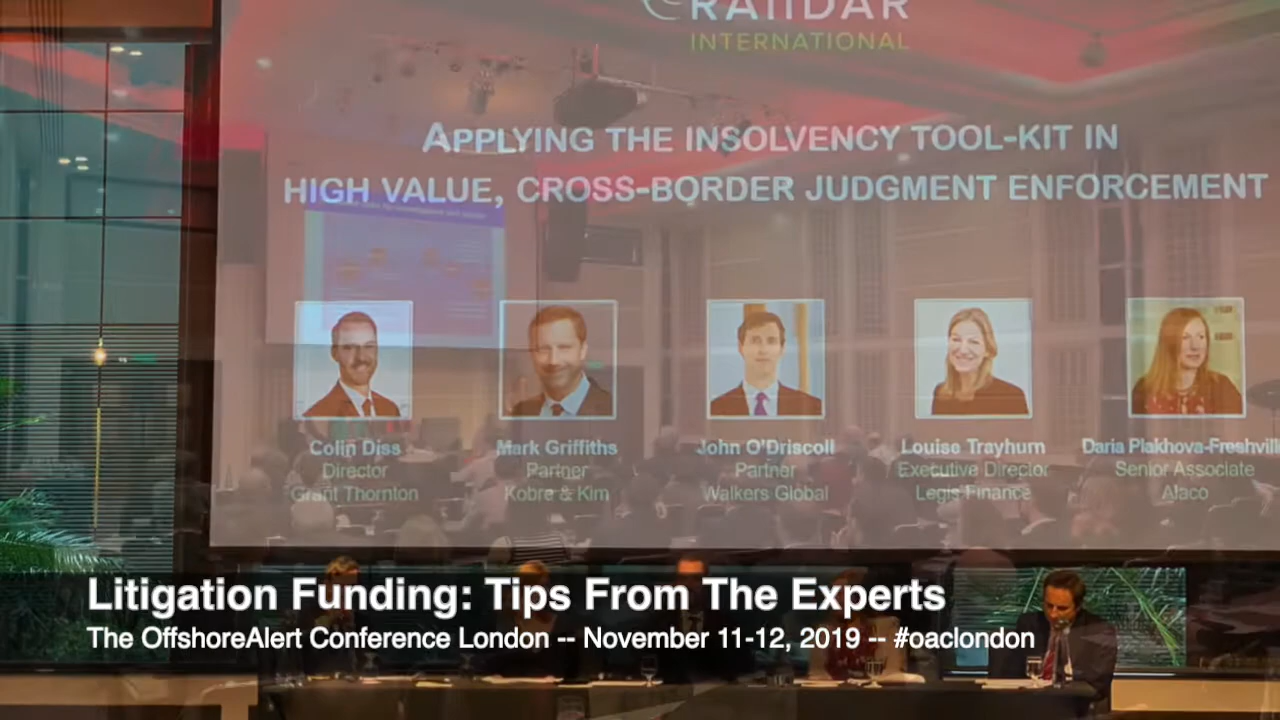 INTERNATIONAL
APPLYING THE INSOLVENCY TOOL-KIT IN
HIGH VALUE, CROSS-BORDER JUDGMENT ENFORCEMENT
Colin Diss
Director
Grant Thornton
Mark Griffiths
Partner
Kobre & Kim
John O'Driscoll
Partner
Walkers Global
Louise Trayhurn
Executive Director
Legis Finance
Senior Associate
Alaco
Litigation Funding: Tips From The Experts
The OffshoreAlert Conference London -- November 11-12, 2019 -- #oaclondon